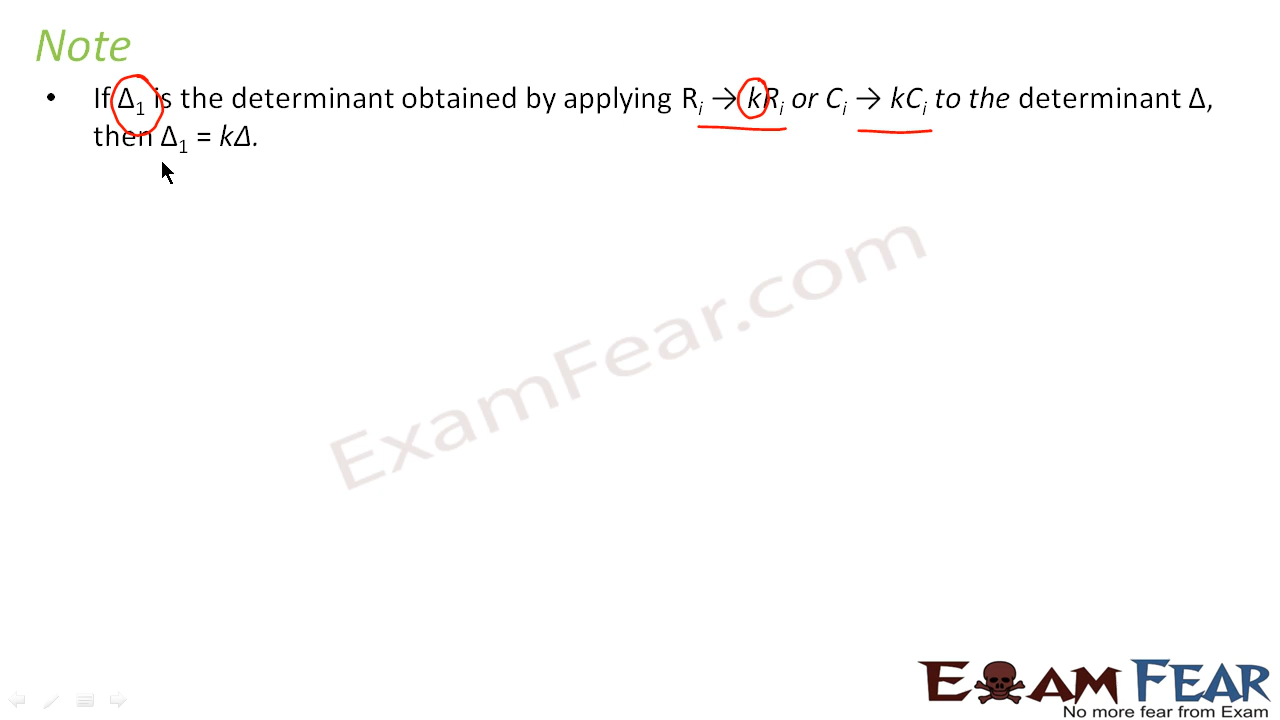 Note
• If Δ₁ is the determinant obtained by applying Rᵢ → kRᵢ or Cᵢ → kCᵢ to the determinant Δ,
then Δ₁ = kΔ.
ExamFear.com
EXAM FEAR
No more fear from Exam